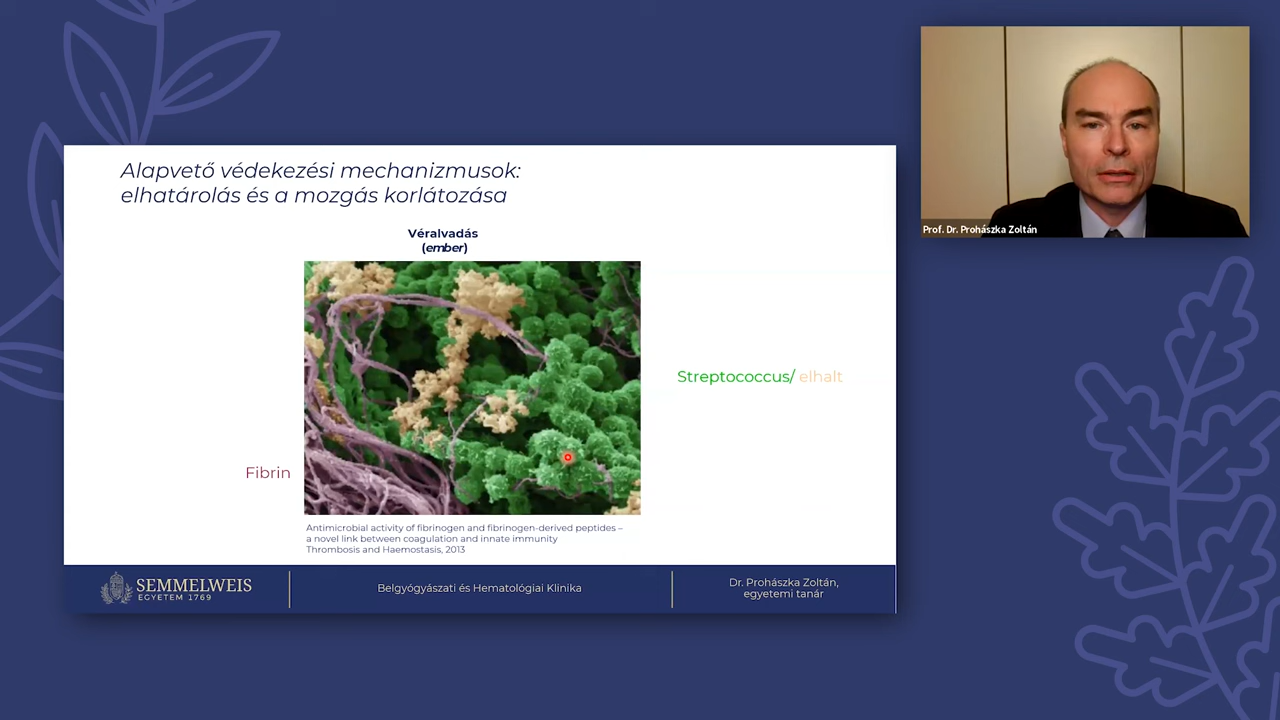 Alapvető védekezési mechanizmusok:
elhatárolás és a mozgás korlátozása
Véralvadás
(ember)
Streptococcus/ elhalt
Fibrin
Antimicrobial activity of fibrinogen and fibrinogen-derived peptides –
a novel link between coagulation and innate immunity
Thrombosis and Haemostasis, 2013
SEMMELWEIS
EGYETEM 1769
Belgyógyászati és Hematológiai Klinika
Dr. Prohászka Zoltán,
egyetemi tanár
Prof. Dr. Prohászka Zoltán